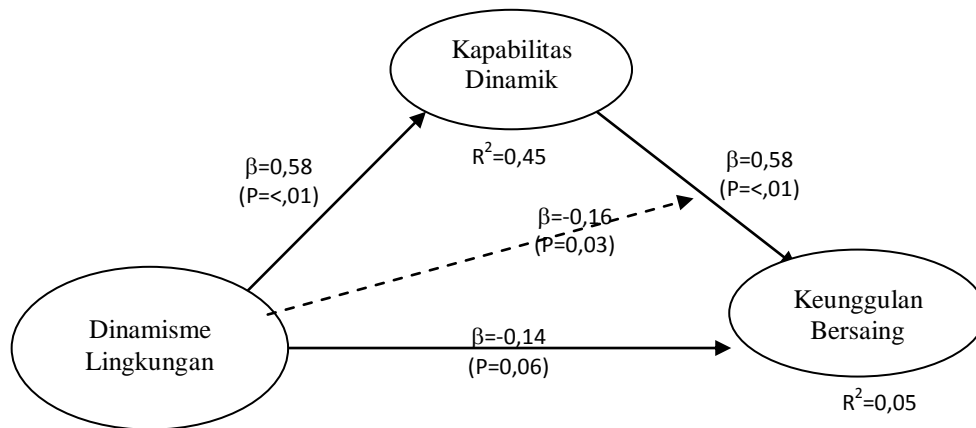 Kapabilitas
Dinamik
R²=0,45
β=0,58
(P=<,01)
β=0,58
(P=<,01)
β=-0,16
(P=0,03)
Dinamisme
Lingkungan
β=-0,14
(P=0,06)
Keunggulan
Bersaing
R²=0,05